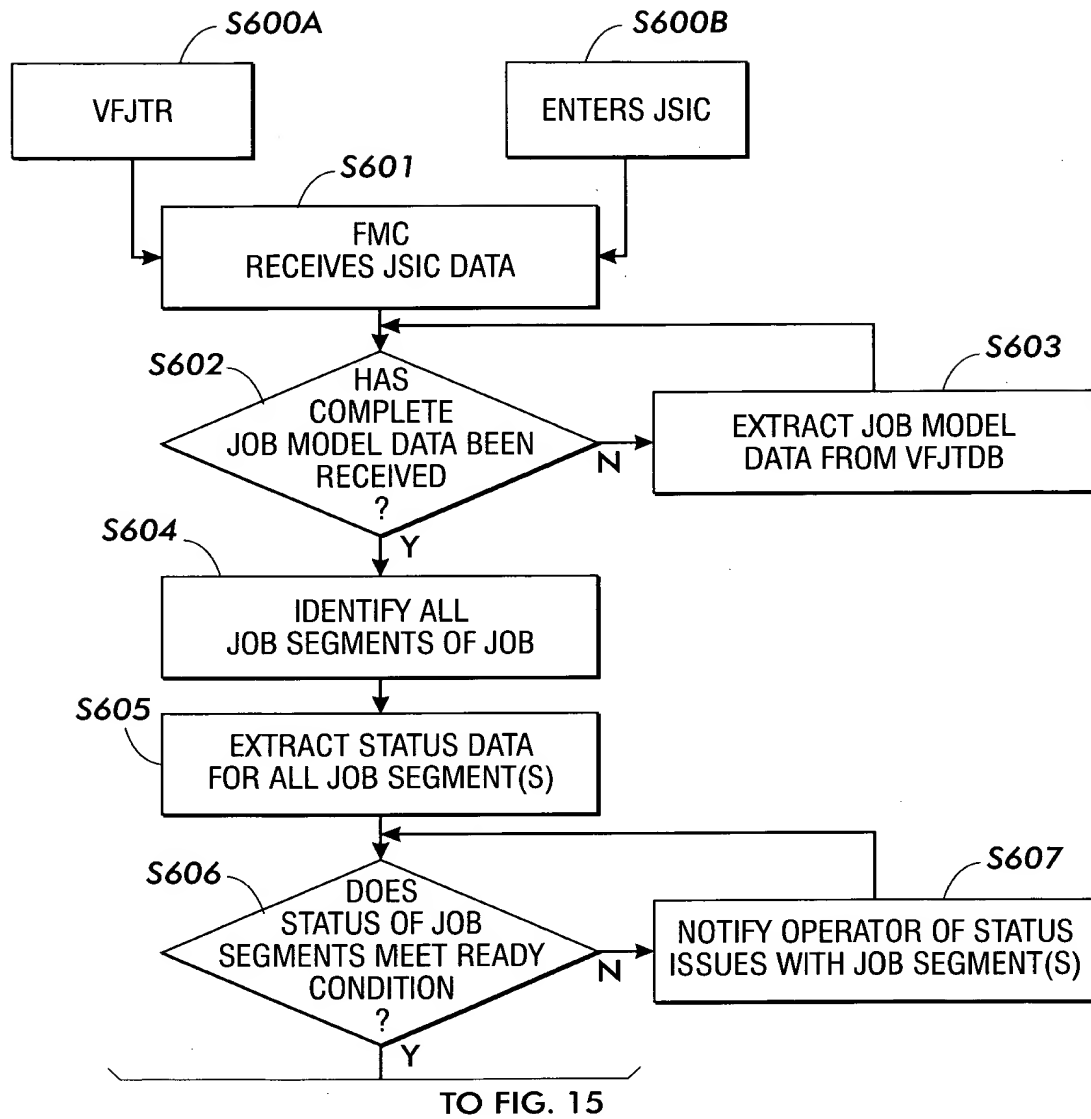 S600A
S600B
VFJTR
ENTERS JSIC
S601
FMC
RECEIVES JSIC DATA
S602
HAS
COMPLETE
JOB MODEL DATA BEEN
RECEIVED
?
N
Y
S603
EXTRACT JOB MODEL
DATA FROM VFJTDB
S604
IDENTIFY ALL
JOB SEGMENTS OF JOB
S605
EXTRACT STATUS DATA
FOR ALL JOB SEGMENT(S)
S606
DOES
STATUS OF JOB
SEGMENTS MEET READY
CONDITION
?
N
Y
S607
NOTIFY OPERATOR OF STATUS
ISSUES WITH JOB SEGMENT(S)
TO FIG. 15